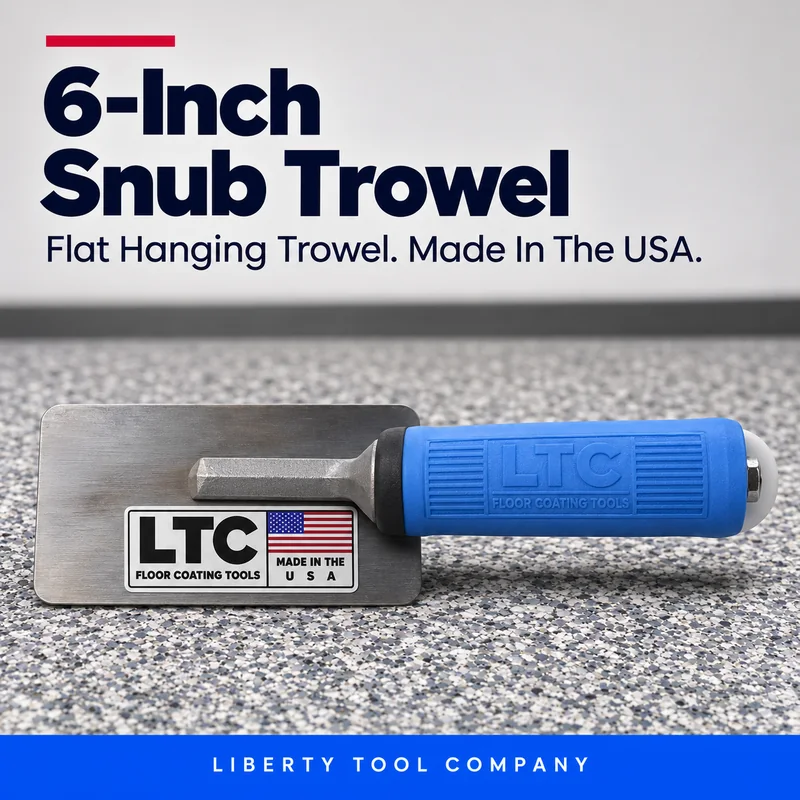 6-Inch
Snub Trowel
Flat Hanging Trowel. Made In The USA.
LTC
FLOOR COATING TOOLS
MADE IN THE
U S A
LTC
FLOOR COATING TOOLS
LIBERTY TOOL COMPANY